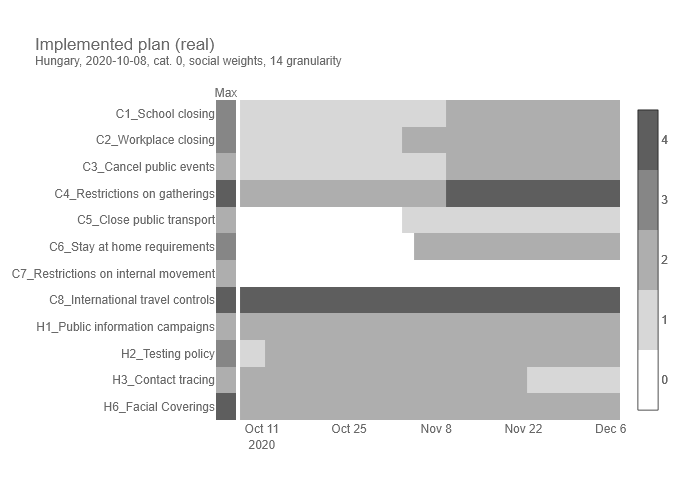 Implemented plan (real)
Hungary, 2020-10-08, cat. 0, social weights, 14 granularity
Max
C1_School closing
C2_Workplace closing
C3_Cancel public events
C4_Restrictions on gatherings
C5_Close public transport
C6_Stay at home requirements
C7_Restrictions on internal movement
C8_International travel controls
H1_Public information campaigns
H2_Testing policy
H3_Contact tracing
H6_Facial Coverings
Oct 11 Oct 25 Nov 8 Nov 22 Dec 6
2020
4
3
2
1
0